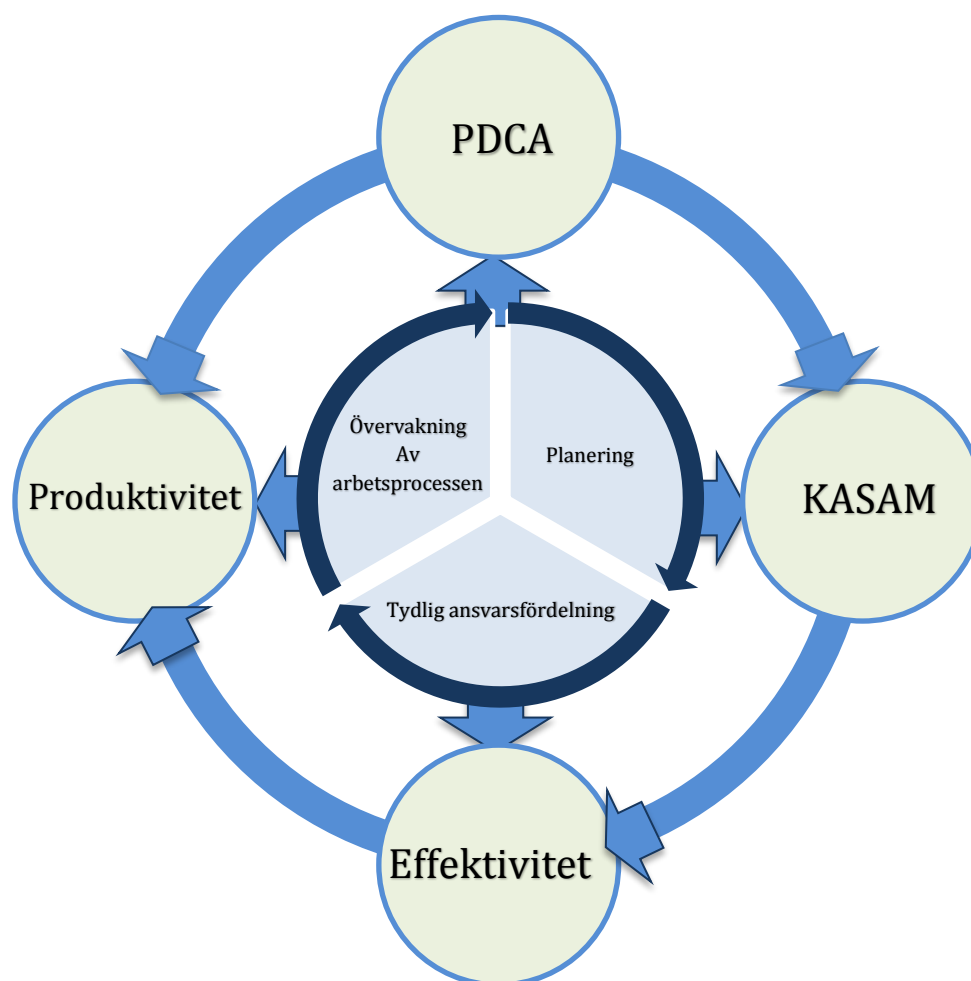 PDCA
Övervakning
Av
arbetsprocessen
Planering
Produktivitet
KASAM
Tydlig ansvarsfördelning
Effektivitet